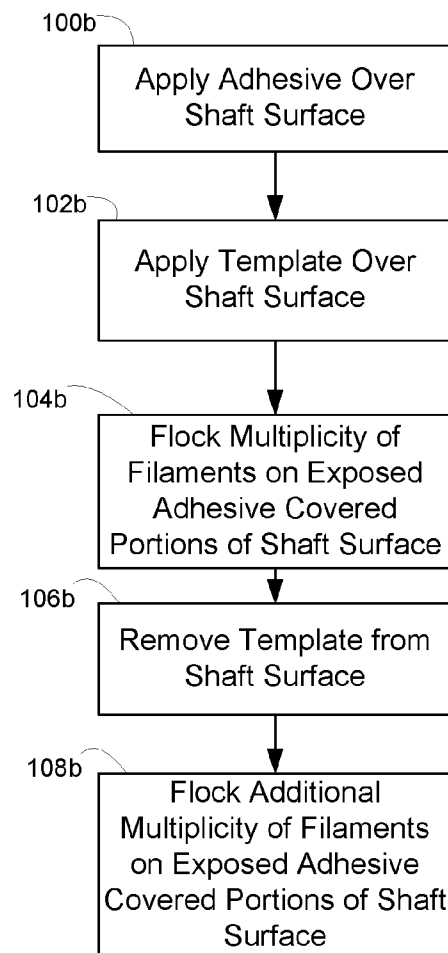 100b
Apply Adhesive Over
Shaft Surface
102b
Apply Template Over
Shaft Surface
104b
Flock Multiplicity of
Filaments on Exposed
Adhesive Covered
Portions of Shaft Surface
106b
Remove Template from
Shaft Surface
108b
Flock Additional
Multiplicity of Filaments
on Exposed Adhesive
Covered Portions of Shaft
Surface